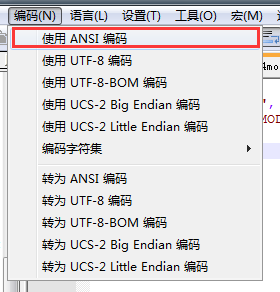 编码(N) 语言(L) 设置(T) 工具(O) 宏(M)
使用 ANSI 编码
使用 UTF-8 编码
使用 UTF-8-BOM 编码
使用 UCS-2 Big Endian 编码
使用 UCS-2 Little Endian 编码
编码字符集
转为 ANSI 编码
转为 UTF-8 编码
转为 UTF-8-BOM 编码
转为 UCS-2 Big Endian 编码
转为 UCS-2 Little Endian 编码
4mo
MOD